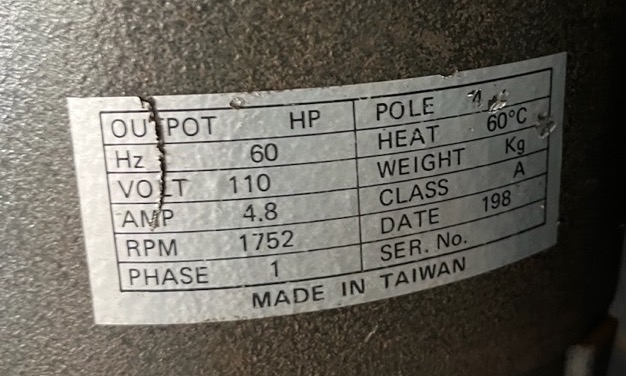 OUTPOT HP
Hz 60
VOLT 110
AMP 4.8
RPM 1752
PHASE 1
POLE 4
HEAT 60°C
WEIGHT Kg
CLASS A
DATE 198
SER. No.
MADE IN TAIWAN